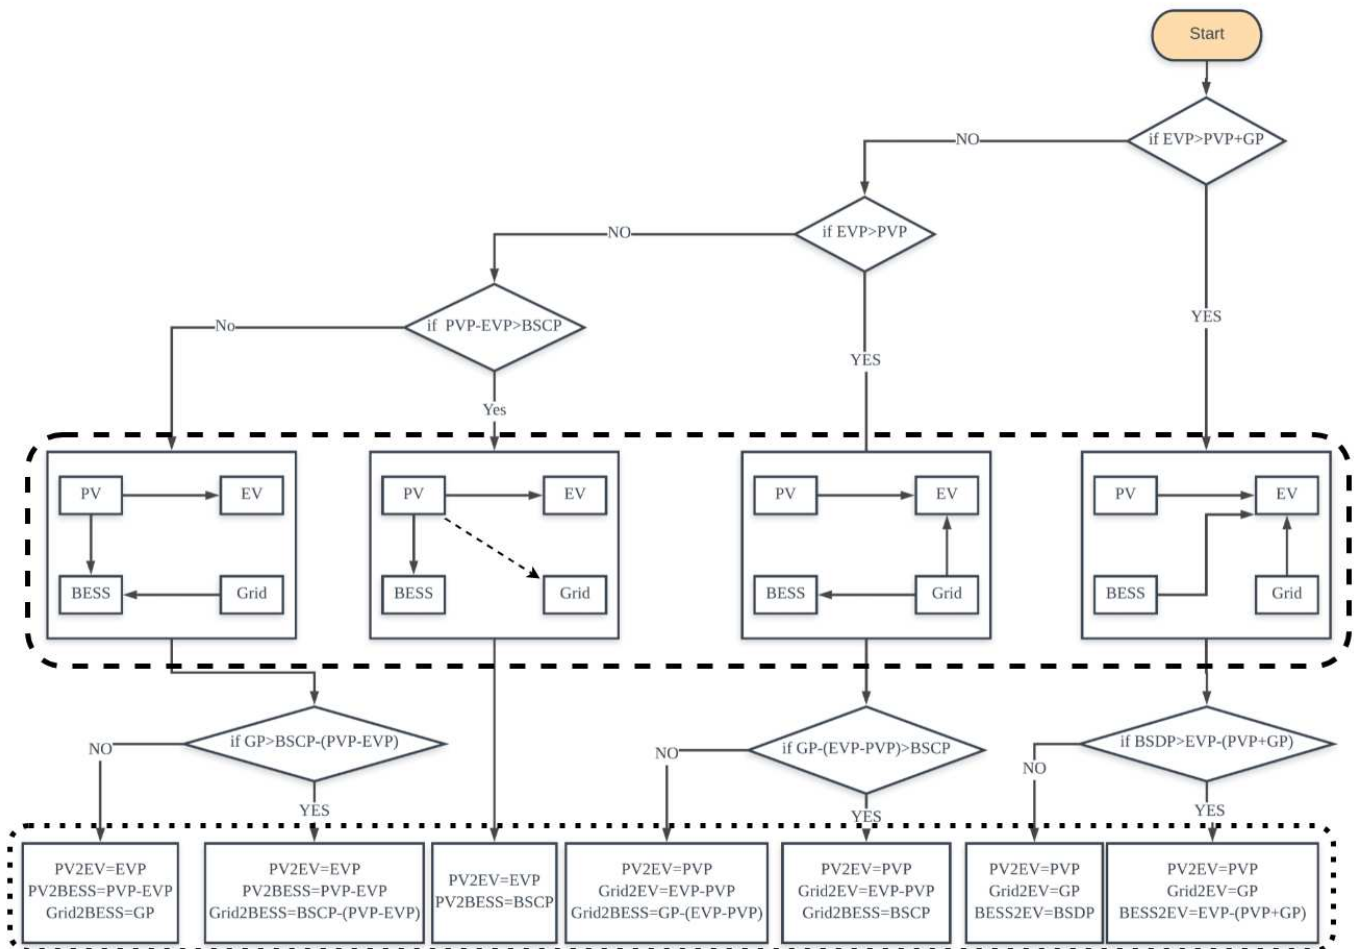 Start
if EVP>PVP+GP
NO
if EVP>PVP
NO
if PVP-EVP>BSCP
No
YES
YES
Yes
PV
EV
BESS
Grid
PV
EV
BESS
Grid
PV
EV
BESS
Grid
PV
EV
BESS
Grid
if GP>BSCP-(PVP-EVP)
if GP-(EVP-PVP)>BSCP
if BSDP>EVP-(PVP+GP)
NO
YES
NO
YES
NO
YES
PV2EV=EVP
PV2BESS=PVP-EVP
Grid2BESS=GP
PV2EV=EVP
PV2BESS=PVP-EVP
Grid2BESS=BSCP-(PVP-EVP)
PV2EV=EVP
PV2BESS=BSCP
PV2EV=PVP
Grid2EV=EVP-PVP
Grid2BESS=GP-(EVP-PVP)
PV2EV=PVP
Grid2EV=EVP-PVP
Grid2BESS=BSCP
PV2EV=PVP
Grid2EV=GP
BESS2EV=BSDP
PV2EV=PVP
Grid2EV=GP
BESS2EV=EVP-(PVP+GP)